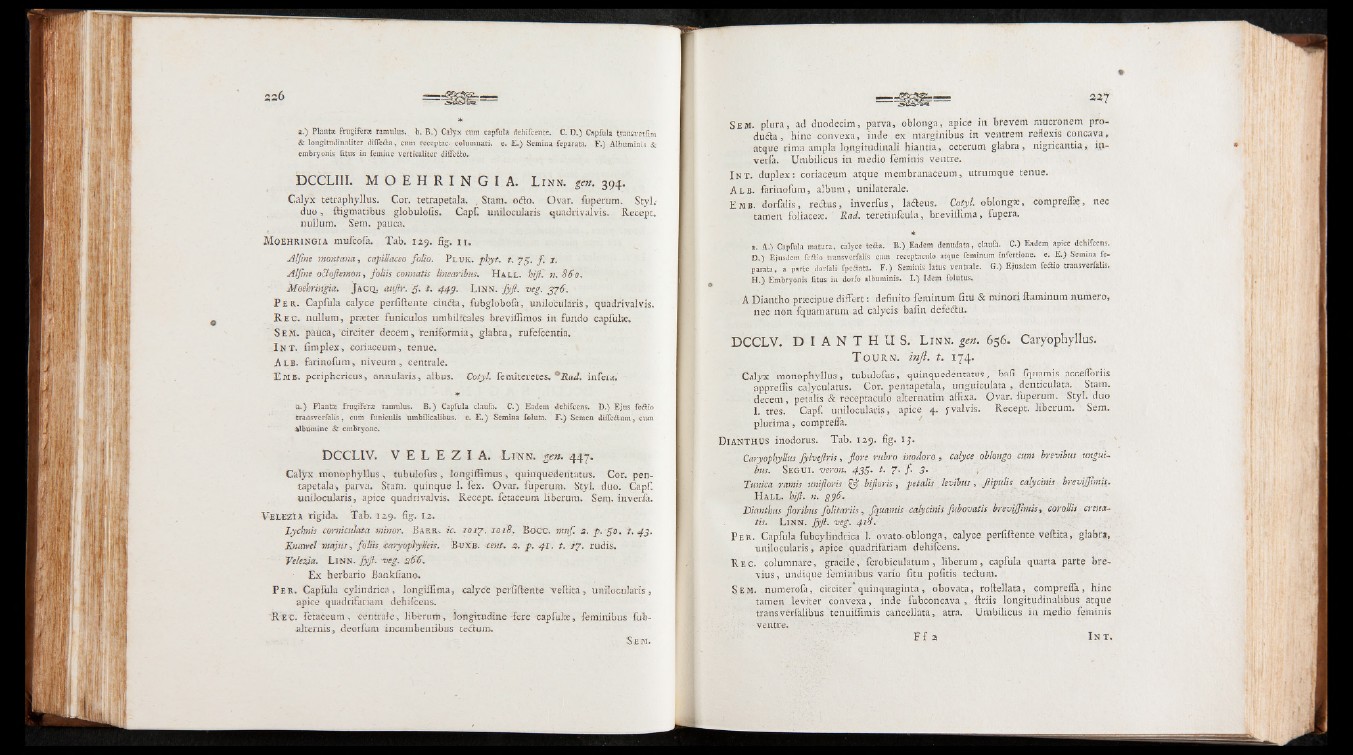 226
*
a.) Plantæ frugiferæ ramulus. b. B.) Calyx cum capſula dehiſcente. C. D.) Capſula tranſverſim
& longitudinaliter diſſecta, cum receptac. columnari. e. E.) Semina ſeparata. F.) Albuminis &
embryonis ſitus in ſemine verticaliter diſſecto.
DCCLIII. MOEHRINGIA. LINN. gen. 394.
Calyx tetraphyllus. Cor. tetrapetala. Stam. octo. Ovar. ſuperum. Styl.
duo, ſtigmatibus globuloſis. Capſ. unilocularis quadrivalvis. Recept.
nullum. Sem. pauca.
MOEHRINGIA muſcoſa. Tab. 129. fig. 11.
Alſine montana, capillaceo folio. PLUK. phyt. t. 75. f. 1.
Alſine octoſtemon, foliis connatis linearibus. HALL. hiſt. n. 860.
Moehringia. JACQ. auſtr. 5. t. 449. LINN. ſyſt. veg. 376.
PER. Capſula calyce perſiſtente cincta, ſubgloboſa, unilocularis, quadrivalvis.
REC. nullum, præter funiculos umbilicales breviſſimos in fundo capſulæ.
SEM. pauca, circiter decem, reniformia, glabra, rufeſcentia.
INT. ſimplex, coriaceum, tenue.
ALB. farinoſum, niveum, centrale.
EMB. periphericus, annularis, albus. Cotyl. ſemiteretes. Rad. infera.
*
a.) Plantæ frugiferæ ramulus. B.) Capſula clauſa. C.) Eadem dehiſcens. D.) Ejus ſectio
tranſverſalis, cum funiculis umbilicalibus. e. E.) Semina ſoluta. F.) Semen diſſectum, cum
albumine & embryone.
DCCLIV. VELEZIA. LINN. gen. 447.
Calyx monophyllus, tubuloſus, longiſſimus, quinquedentatus. Cor. pen-
tapetala, parva. Stam. quinque l. ſex. Ovar. ſuperum. Styl. duo. Capſ.
unilocularis, apice quadrivalvis. Recept. ſetaceum liberum. Sem. inverſa.
VELEZIA rigida. Tab. 129. fig. 12.
Lychnis corniculata minor. BARR. ic. 1017. 1018. BOCC. muſ. 2. p. 50. t. 43.
Knawel majus, foliis caryophylleis. BUXB. cent. 2. p. 41. t. 17. rudis.
Velezia. LINN. ſyſt. veg. 266.
Ex herbario Bankſiano.
PER. Capſula cylindrica, longiſſima, calyce perſiſtente veſtita, unilocularis,
apice quadrifariam dehiſcens.
REC. ſetaceum, centrale, liberum, longitudine fere capſulæ, ſeminibus ſub-
alternis, deorſum incumbentibus tectum.
SEM.
227
SEM. plura, ad duodecim, parva, oblonga, apice in brevem mucronem pro-
ducta, hinc convexa, inde ex marginibus in ventrem reflexis concava,
atque rima ampla longitudinali hiantia, ceterum glabra, nigricantia, in-
verſa. Umbilicus in medio ſeminis ventre.
INT. duplex: coriaceum atque membranaceum, utrumque tenue.
ALB. farinoſum, album, unilaterale.
EMB. dorſalis, rectus, inverſus, lacteus. Cotyl. oblongæ, compreſſæ, nec
tamen foliaceæ. Rad. teretiuſcula, breviſſima, ſupera.
*
a. A.) Capſula matura, calyce tecta. B.) Eadem denudata, clauſa. C.) Eadem apice dehiſcens.
D.) Ejusdem ſectio tranſverſalis cum receptaculo atque ſeminum inſertione. e. E.) Semina ſe-
parata, a parte dorſali ſpectata. F.) Seminis latus ventrale. G.) Ejusdem ſectio tranſverſalis.
H.) Embryonis ſitus in dorſo albuminis. I.) Idem ſolutus.
A Diantho præcipue differt: definito ſeminum ſitu & minori ſtaminum numero,
nec non ſquamarum ad calycis baſin defectu.
DCCLV. DIANTHUS. LINN. gen. 656. Caryophyllus.
TOURN. inſt. t. 174.
Calyx monophyllus, tubuloſus, quinquedentatus, baſi ſquamis acceſſoriis
appreſſis calyculatus. Cor. pentapetala, unguiculata, denticulata. Stam.
decem, petalis & receptaculo alternatim affixa. Ovar. ſuperum. Styl. duo
l. tres. Capſ. unilocularis, apice 4. 5valvis. Recept. liberum. Sem.
plurima, compreſſa.
DIANTHUS inodorus. Tab. 129. fig. 13.
Caryophyllus ſylveſtris, flore rubro inodoro, calyce oblongo cum brevibus ungui-
bus. SEGUI. veron. 435. t. 7. f. 3.
Tunica ramis unifloris & bifloris, petalis levibus, ſtipulis calycinis breviſſimis.
HALL. hiſt. n. 896.
Dianthus floribus ſolitariis, ſquamis calycinis ſubovatis breviſſimis, corollis crena-
tis. LINN. ſyſt. veg. 418.
PER. Capſula ſubcylindrica l. ovato-oblonga, calyce perſiſtente veſtita, glabra,
unilocularis, apice quadrifariam dehiſcens.
REC. columnare, gracile, ſcrobiculatum, liberum, capſula quarta parte bre-
vius, undique ſeminibus vario ſitu poſitis tectum.
SEM. numeroſa, circiter quinquaginta, obovata, roſtellata, compreſſa, hinc
tamen leviter convexa, inde ſubconcava, ſtriis longitudinalibus atque
transverſalibus tenuiſſimis cancellata, atra. Umbilicus in medio ſeminis
ventre.
Ff 2 INT.